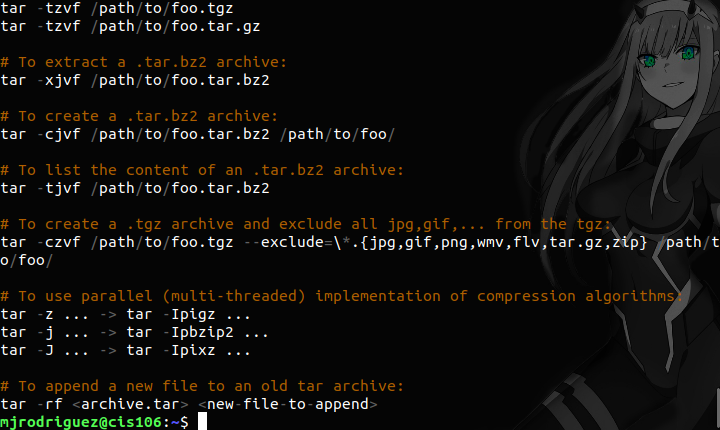 tar -tzvf /path/to/foo.tgz
tar -tzvf /path/to/foo.tar.gz
# To extract a .tar.bz2 archive:
tar -xjvf /path/to/foo.tar.bz2
# To create a .tar.bz2 archive:
tar -cjvf /path/to/foo.tar.bz2 /path/to/foo/
# To list the content of an .tar.bz2 archive:
tar -tjvf /path/to/foo.tar.bz2
# To create a .tgz archive and exclude all jpg,gif,... from the tgz:
tar -czvf /path/to/foo.tgz --exclude=\*.{jpg,gif,png,wmv,flv,tar.gz,zip} /path/t
o/foo/
# To use parallel (multi-threaded) implementation of compression algorithms:
tar -z ... -> tar -Ipigz ...
tar -j ... -> tar -Ipbzip2 ...
tar -J ... -> tar -Ipixz ...
# To append a new file to an old tar archive:
tar -rf <archive.tar> <new-file-to-append>
mjrodriguez@cis106:~$